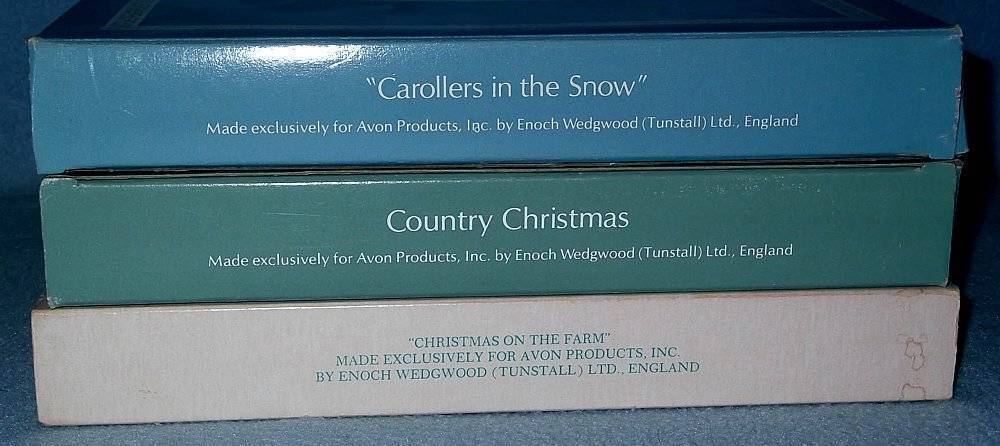 "Carollers in the Snow"
Made exclusively for Avon Products, Inc. by Enoch Wedgwood (Tunstall) Ltd., England
Country Christmas
Made exclusively for Avon Products, Inc. by Enoch Wedgwood (Tunstall) Ltd., England
"CHRISTMAS ON THE FARM"
MADE EXCLUSIVELY FOR AVON PRODUCTS, INC.
BY ENOCH WEDGWOOD (TUNSTALL) LTD., ENGLAND